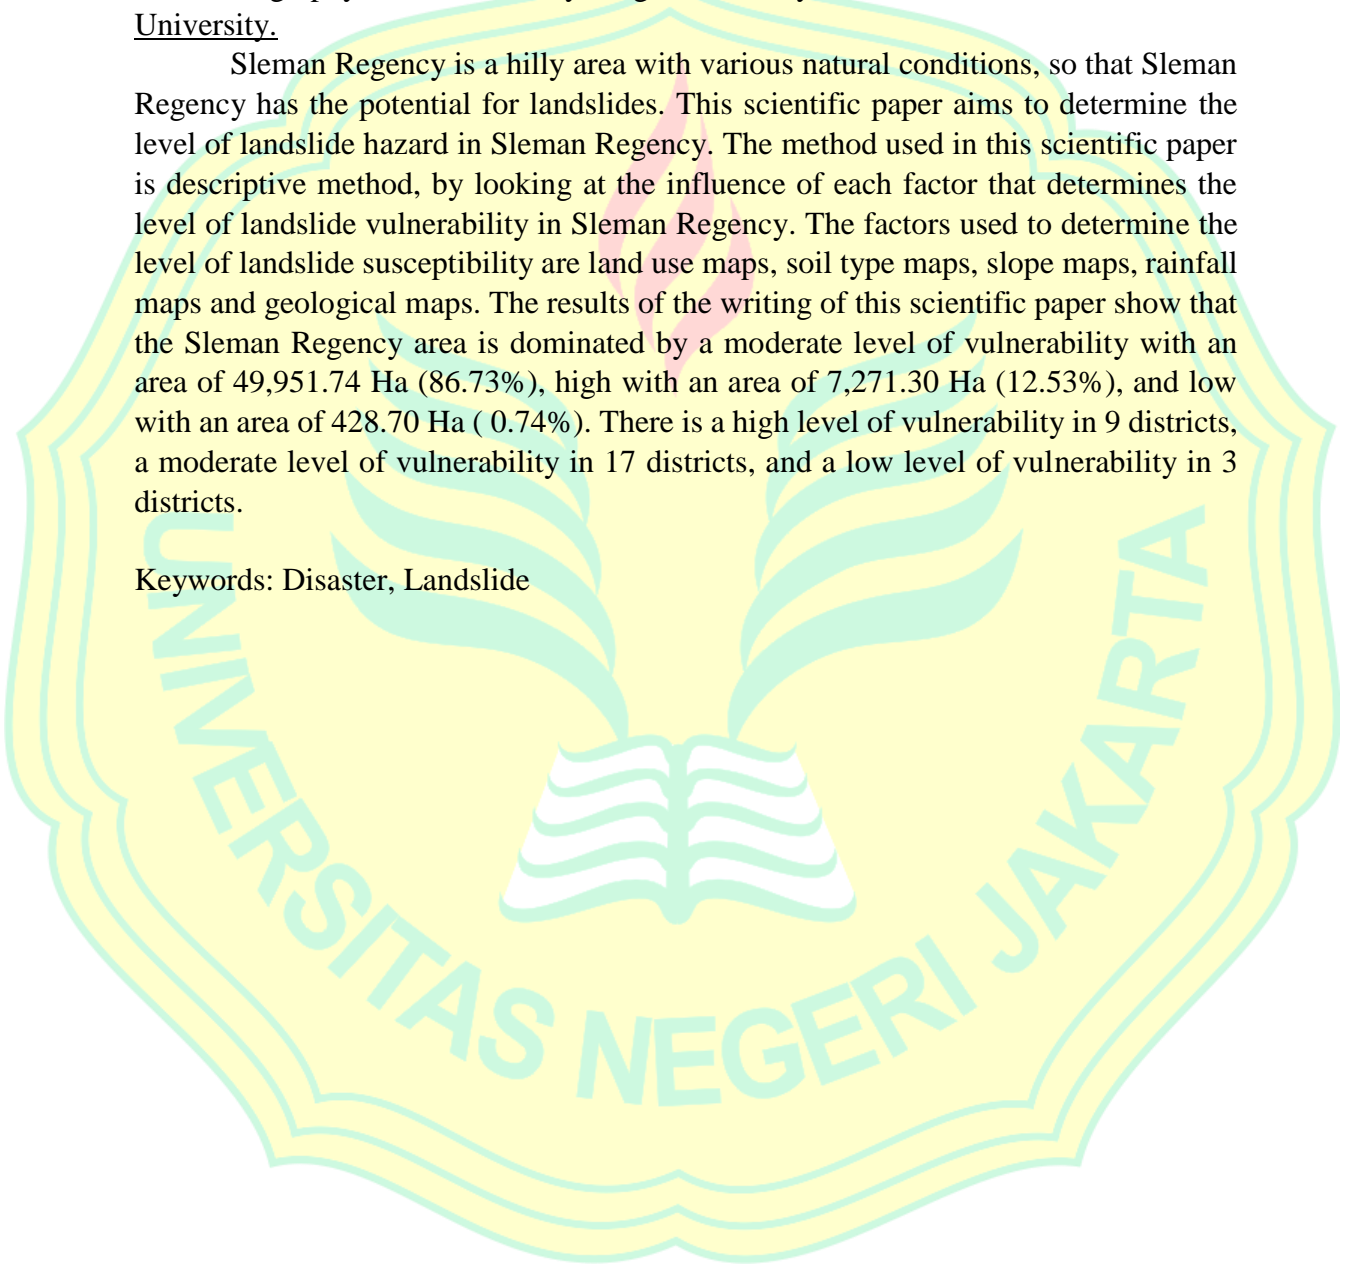 University.
Sleman Regency is a hilly area with various natural conditions, so that Sleman
Regency has the potential for landslides. This scientific paper aims to determine the
level of landslide hazard in Sleman Regency. The method used in this scientific paper
is descriptive method, by looking at the influence of each factor that determines the
level of landslide vulnerability in Sleman Regency. The factors used to determine the
level of landslide susceptibility are land use maps, soil type maps, slope maps, rainfall
maps and geological maps. The results of the writing of this scientific paper show that
the Sleman Regency area is dominated by a moderate level of vulnerability with an
area of 49,951.74 Ha (86.73%), high with an area of 7,271.30 Ha (12.53%), and low
with an area of 428.70 Ha ( 0.74%). There is a high level of vulnerability in 9 districts,
a moderate level of vulnerability in 17 districts, and a low level of vulnerability in 3
districts.
Keywords: Disaster, Landslide
UNIVERSITAS NEGERI JAKARTA